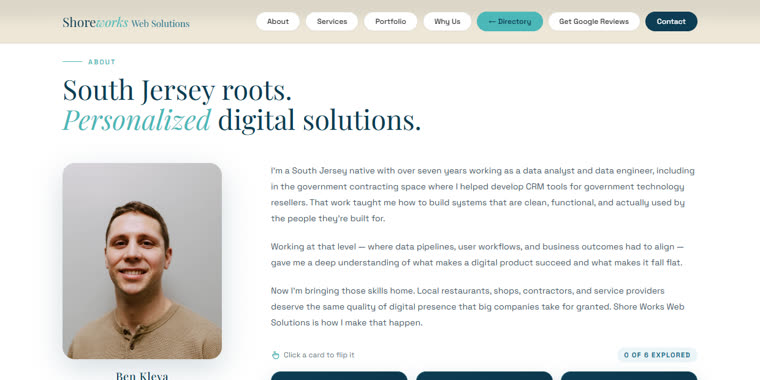 Shoreworks Web Solutions
About
Services
Portfolio
Why Us
← Directory
Get Google Reviews
Contact
ABOUT
South Jersey roots.
Personalized digital solutions.
I'm a South Jersey native with over seven years working as a data analyst and data engineer, including
in the government contracting space where I helped develop CRM tools for government technology
resellers. That work taught me how to build systems that are clean, functional, and actually used by
the people they're built for.
Working at that level — where data pipelines, user workflows, and business outcomes had to align —
gave me a deep understanding of what makes a digital product succeed and what makes it fall flat.
Now I'm bringing those skills home. Local restaurants, shops, contractors, and service providers
deserve the same quality of digital presence that big companies take for granted. Shore Works Web
Solutions is how I make that happen.
Click a card to flip it
0 OF 6 EXPLORED
Ben Kleva